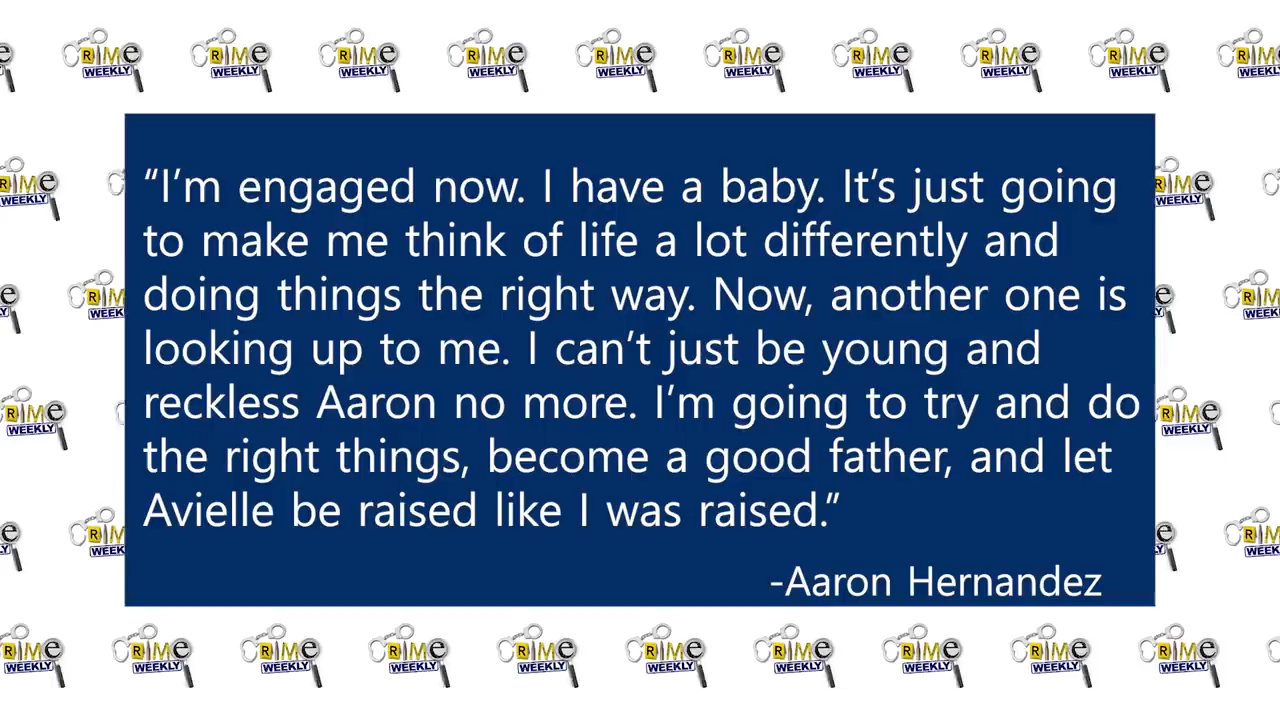 “I’m engaged now. I have a baby. It’s just going
to make me think of life a lot differently and
doing things the right way. Now, another one is
looking up to me. I can’t just be young and
reckless Aaron no more. I’m going to try and do
the right things, become a good father, and let
Avielle be raised like I was raised.”
-Aaron Hernandez
CRIME WEEKLY